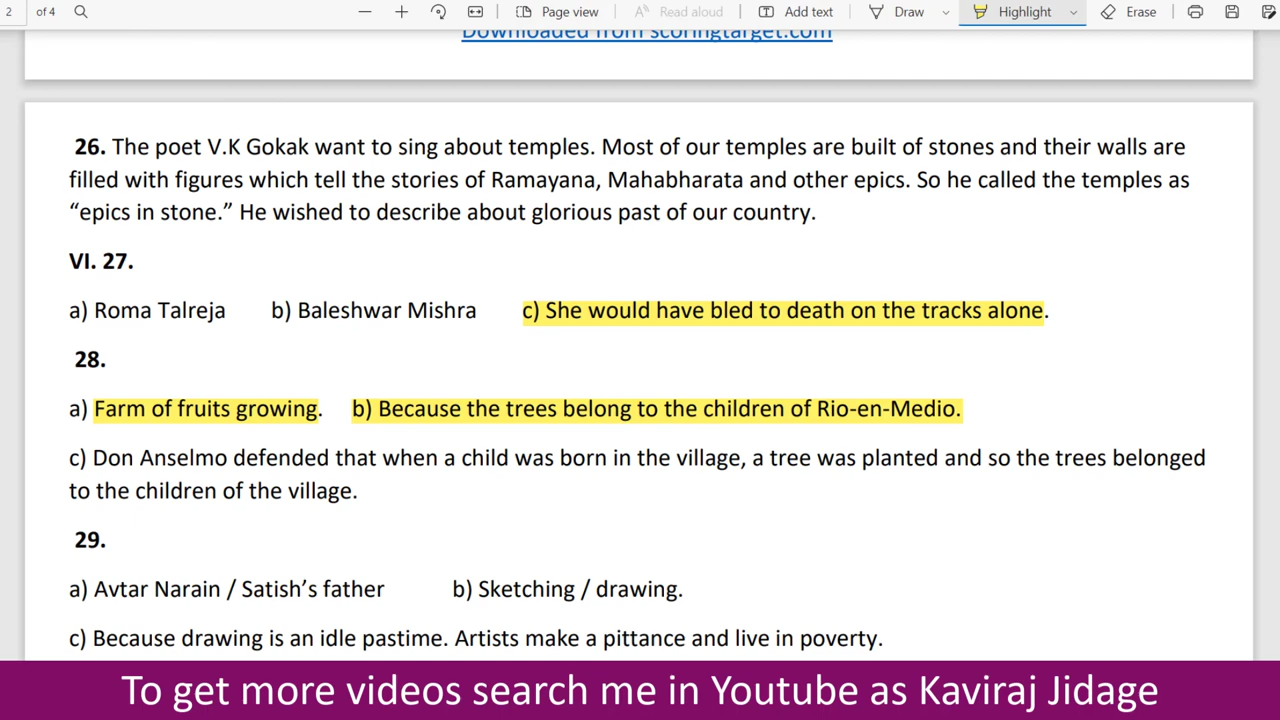 2 of 4 Page view Read aloud Add text Draw Highlight Erase
Downloaded from scoringtarget.com
26. The poet V.K Gokak want to sing about temples. Most of our temples are built of stones and their walls are
filled with figures which tell the stories of Ramayana, Mahabharata and other epics. So he called the temples as
“epics in stone.” He wished to describe about glorious past of our country.
VI. 27.
a) Roma Talreja b) Baleshwar Mishra c) She would have bled to death on the tracks alone.
28.
a) Farm of fruits growing. b) Because the trees belong to the children of Rio-en-Medio.
c) Don Anselmo defended that when a child was born in the village, a tree was planted and so the trees belonged
to the children of the village.
29.
a) Avtar Narain / Satish’s father b) Sketching / drawing.
c) Because drawing is an idle pastime. Artists make a pittance and live in poverty.
To get more videos search me in Youtube as Kaviraj Jidage